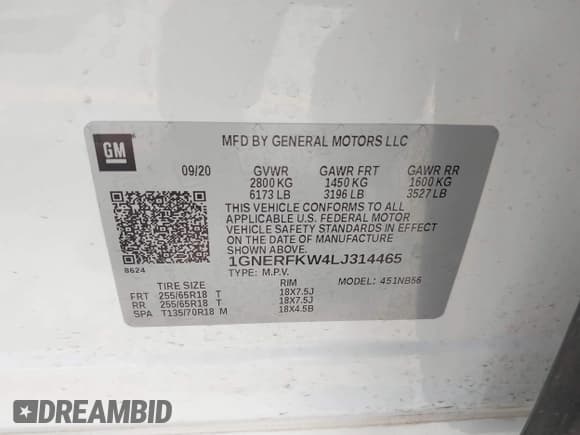 GM
MFD BY GENERAL MOTORS LLC
09/20 GVWR GAWR FRT GAWR RR
2800 KG 1450 KG 1600 KG
6173 LB 3196 LB 3527 LB
THIS VEHICLE CONFORMS TO ALL
APPLICABLE U.S. FEDERAL MOTOR
VEHICLE SAFETY STANDARDS IN EFFECT
ON THE DATE OF MANUFACTURE
SHOWN ABOVE.
1GNERFKW4LJ314465
8624
TYPE: M.P.V. MODEL: 451NB56
TIRE SIZE RIM
FRT 255/65R18 T 18X7.5J
RR 255/65R18 T 18X7.5J
SPA T135/70R18 M 18X4.5B
DREAMBID